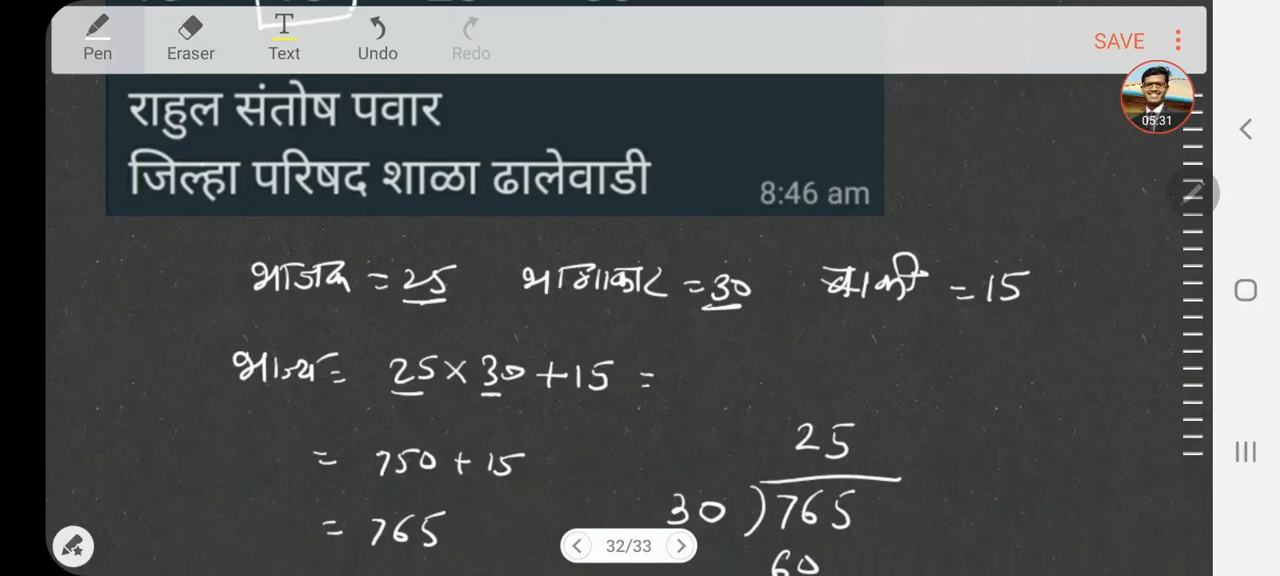 Pen Eraser Text Undo Redo SAVE
05:31
राहुल संतोष पवार
जिल्हा परिषद शाळा ढालेवाडी
8:46 am
भाजक = 25 भागाकार = 30 बाकी = 15
भाज्य = 25 × 30 + 15 =
= 750 + 15
= 765
25
30 ) 765
60
32/33